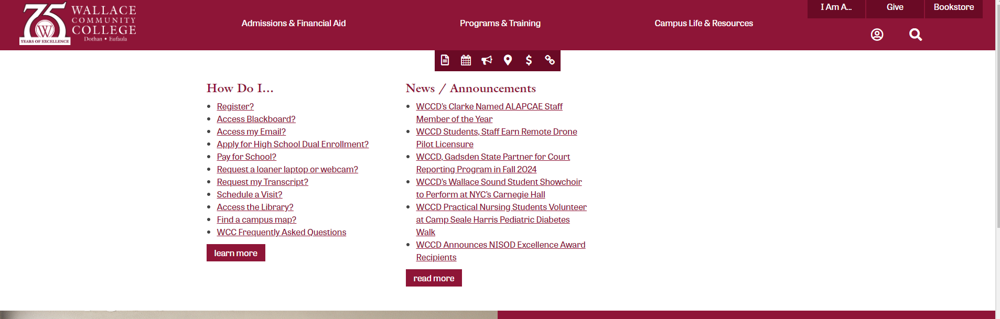 75
YEARS OF EXCELLENCE
W
WALLACE
COMMUNITY
COLLEGE
Dothan • Eufaula
Admissions & Financial Aid
Programs & Training
Campus Life & Resources
I Am A...
Give
Bookstore
How Do I...
Register?
Access Blackboard?
Access my Email?
Apply for High School Dual Enrollment?
Pay for School?
Request a loaner laptop or webcam?
Request my Transcript?
Schedule a Visit?
Access the Library?
Find a campus map?
WCC Frequently Asked Questions
learn more
News / Announcements
WCCD's Clarke Named ALAPCAE Staff
Member of the Year
WCCD Students, Staff Earn Remote Drone
Pilot Licensure
WCCD, Gadsden State Partner for Court
Reporting Program in Fall 2024
WCCD's Wallace Sound Student Showchoir
to Perform at NYC's Carnegie Hall
WCCD Practical Nursing Students Volunteer
at Camp Seale Harris Pediatric Diabetes
Walk
WCCD Announces NISOD Excellence Award
Recipients
read more